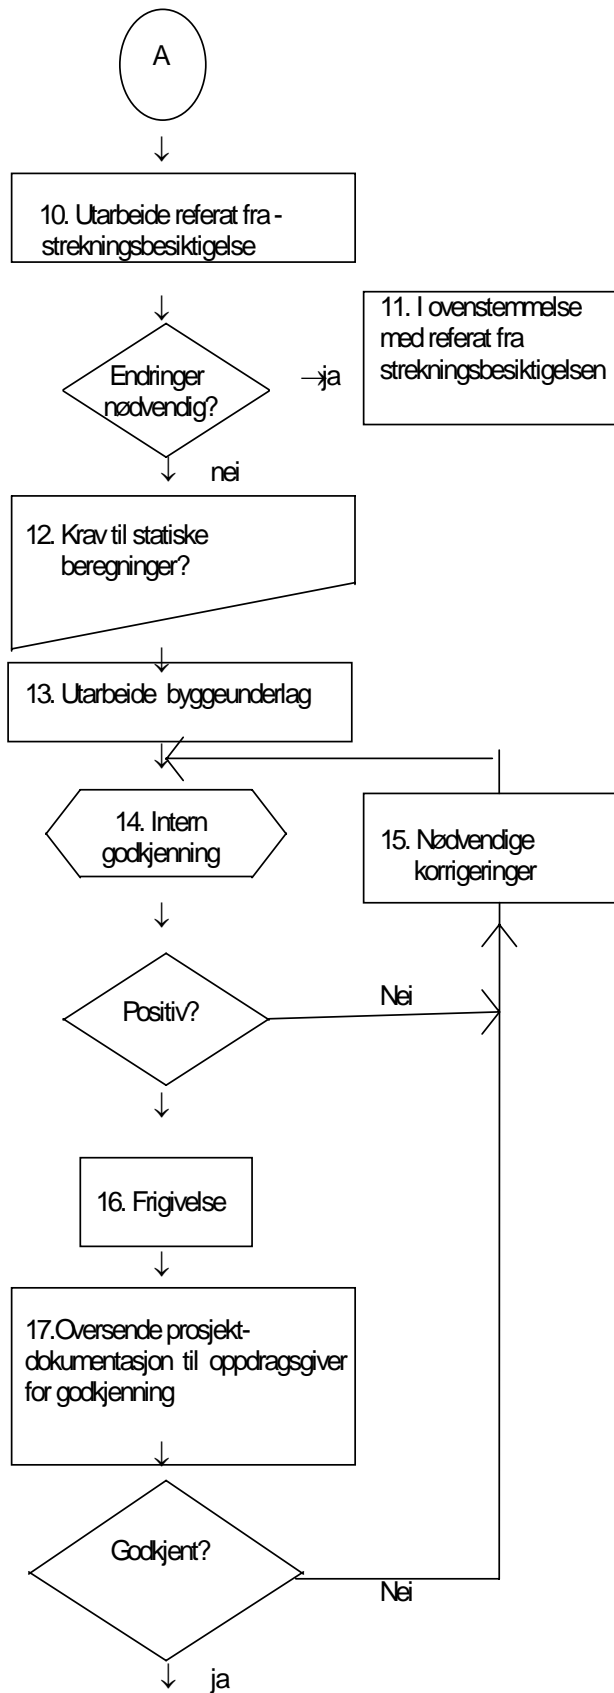 A
10. Utarbeide referat fra -
strekningsbesiktigelse
11. I ovenstemmelse
med referat fra
strekningsbesiktigelsen
Endringer
nødvendig?
→ja
nei
12. Krav til statiske
beregninger?
13. Utarbeide byggeunderlag
14. Intern
godkjenning
15. Nødvendige
korrigeringer
Positiv?
Nei
16. Frigivelse
17.Oversende prosjekt-
dokumentasjon til oppdragsgiver
for godkjenning
Godkjent?
Nei
ja